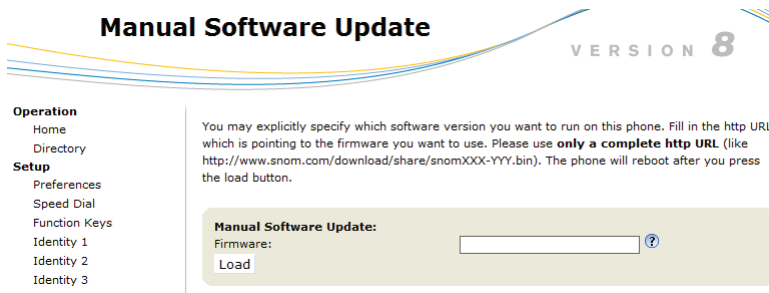 Manual Software Update
VERSION 8
Operation
Home
Directory
Setup
Preferences
Speed Dial
Function Keys
Identity 1
Identity 2
Identity 3
You may explicitly specify which software version you want to run on this phone. Fill in the http URL
which is pointing to the firmware you want to use. Please use only a complete http URL (like
http://www.snom.com/download/share/snomXXX-YYY.bin). The phone will reboot after you press
the load button.
Manual Software Update:
Firmware:
?
Load